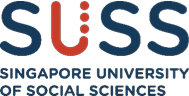 SUSS
SINGAPORE UNIVERSITY
OF SOCIAL SCIENCES